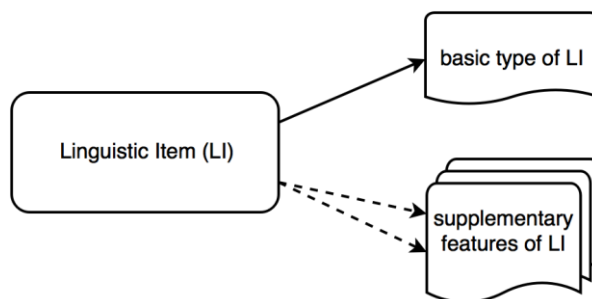 basic type of LI
Linguistic Item (LI)
supplementary
features of LI